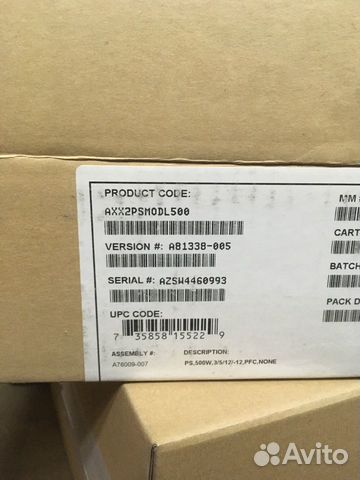 PRODUCT CODE:
AXX2PSMODL500
VERSION #: A81338-005
SERIAL #: AZSW4460993
UPC CODE:
7 35858 15522 9
ASSEMBLY #:
A76009-007
DESCRIPTION:
PS,500W,3/5/12/-12,PFC,NONE
MM
CART
BATCH
PACK D
Avito